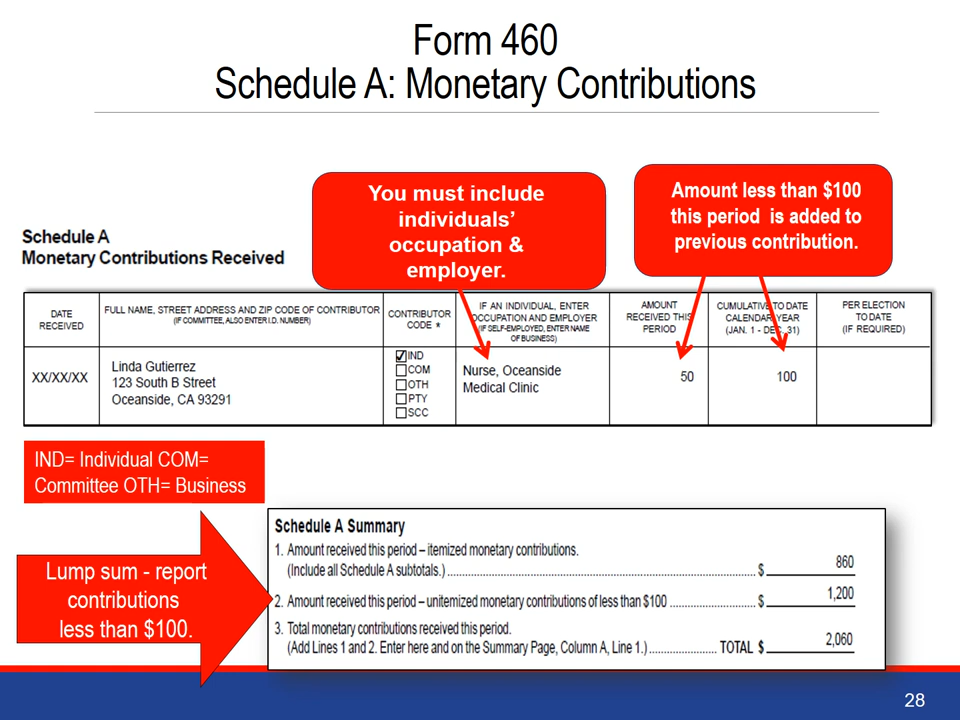 Form 460
Schedule A: Monetary Contributions
You must include
individuals’
occupation &
employer.
Amount less than $100
this period is added to
previous contribution.
Schedule A
Monetary Contributions Received
DATE
RECEIVED
FULL NAME, STREET ADDRESS AND ZIP CODE OF CONTRIBUTOR
(IF COMMITTEE, ALSO ENTER I.D. NUMBER)
CONTRIBUTOR
CODE *
IF AN INDIVIDUAL, ENTER
OCCUPATION AND EMPLOYER
(IF SELF-EMPLOYED, ENTER NAME
OF BUSINESS)
AMOUNT
RECEIVED THIS
PERIOD
CUMULATIVE TO DATE
CALENDAR YEAR
(JAN. 1 - DEC. 31)
PER ELECTION
TO DATE
(IF REQUIRED)
XX/XX/XX
Linda Gutierrez
123 South B Street
Oceanside, CA 93291
IND
COM
OTH
PTY
SCC
Nurse, Oceanside
Medical Clinic
50
100
IND= Individual COM=
Committee OTH= Business
Lump sum - report
contributions
less than $100.
Schedule A Summary
1. Amount received this period – itemized monetary contributions.
(Include all Schedule A subtotals.) ........ $ 860
2. Amount received this period – unitemized monetary contributions of less than $100 ........ $ 1,200
3. Total monetary contributions received this period.
(Add Lines 1 and 2. Enter here and on the Summary Page, Column A, Line 1.) ........ TOTAL $ 2,060
28